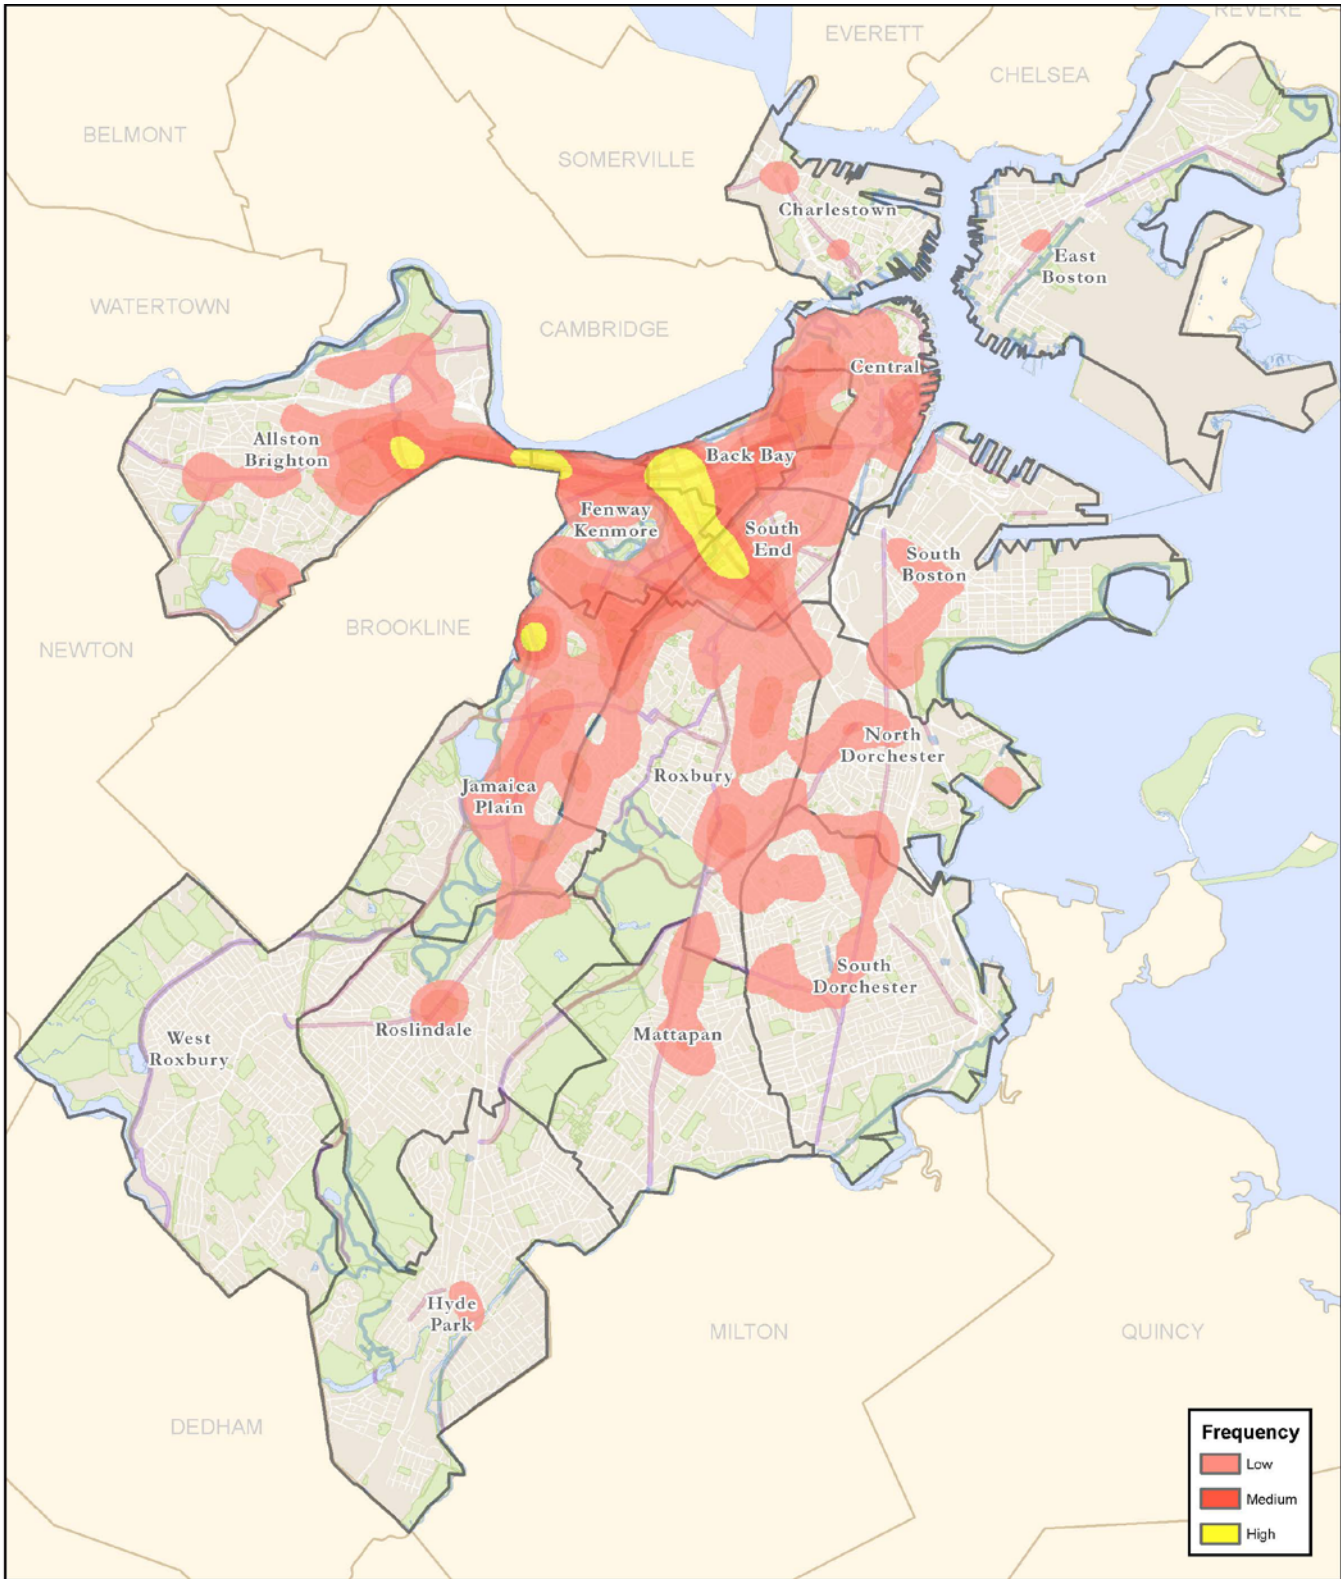 REVERE
EVERETT
CHELSEA
BELMONT
SOMERVILLE
Charlestown
East
Boston
WATERTOWN
CAMBRIDGE
Central
Allston
Brighton
Back Bay
Fenway
Kenmore
South
End
South
Boston
BROOKLINE
NEWTON
North
Dorchester
Roxbury
Jamaica
Plain
South
Dorchester
Roslindale
Mattapan
West
Roxbury
Hyde
Park
MILTON
QUINCY
DEDHAM
Frequency
Low
Medium
High